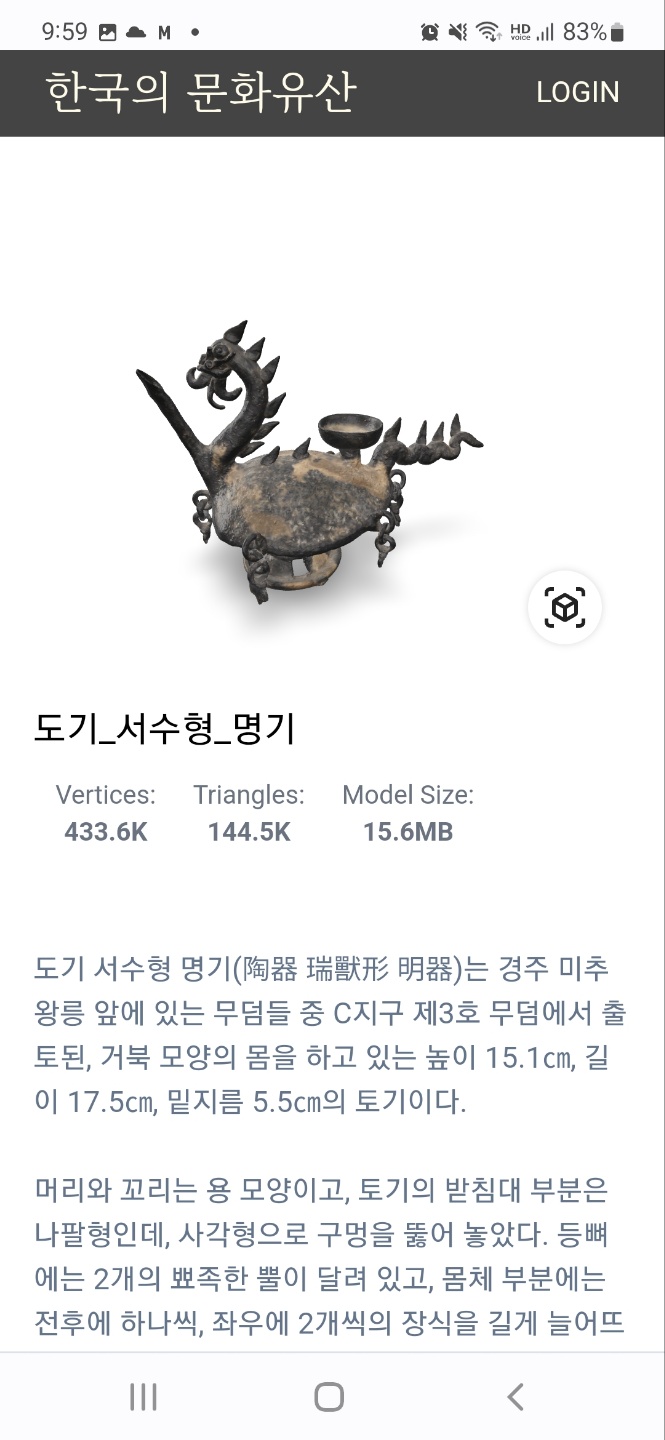 9:59 M HD voice 83%
한국의 문화유산 LOGIN
도기_서수형_명기
Vertices: Triangles: Model Size:
433.6K 144.5K 15.6MB
도기 서수형 명기(陶器 瑞獸形 明器)는 경주 미추
왕릉 앞에 있는 무덤들 중 C지구 제3호 무덤에서 출
토된, 거북 모양의 몸을 하고 있는 높이 15.1㎝, 길
이 17.5㎝, 밑지름 5.5㎝의 토기이다.
머리와 꼬리는 용 모양이고, 토기의 받침대 부분은
나팔형인데, 사각형으로 구멍을 뚫어 놓았다. 등뼈
에는 2개의 뾰족한 뿔이 달려 있고, 몸체 부분에는
전후에 하나씩, 좌우에 2개씩의 장식을 길게 늘어뜨